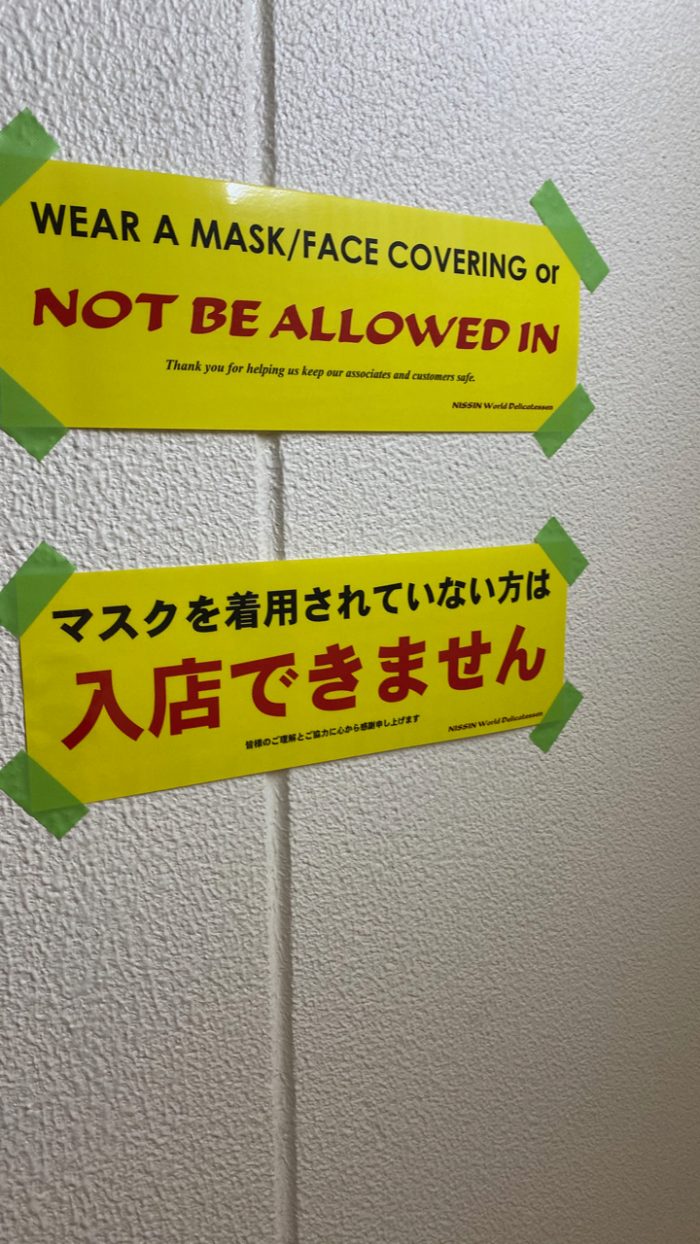 WEAR A MASK/FACE COVERING or
NOT BE ALLOWED IN
Thank you for helping us keep our associates and customers safe.
NISSIN World Delicatessen
マスクを着用されていない方は
入店できません
皆様のご理解とご協力に心から感謝申し上げます
NISSIN World Delicatessen